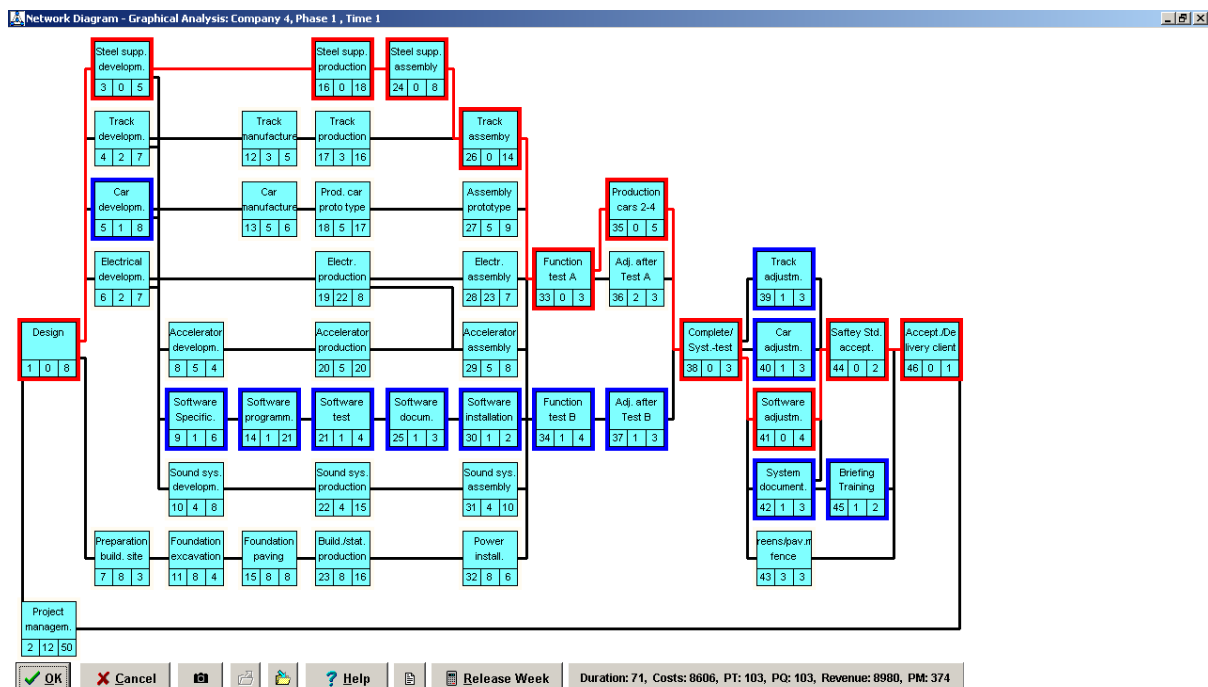 Network Diagram - Graphical Analysis: Company 4, Phase 1 , Time 1
Steel supp.
developm.
3 0 5
Steel supp.
production
16 0 18
Steel supp.
assembly
24 0 8
Track
developm.
4 2 7
Track
manufacture
12 3 5
Track
production
17 3 16
Track
assemby
26 0 14
Car
developm.
5 1 8
Car
manufacture
13 5 6
Prod. car
proto type
18 5 17
Assembly
prototype
27 5 9
Production
cars 2-4
35 0 5
Electrical
developm.
6 2 7
Electr.
production
19 22 8
Electr.
assembly
28 23 7
Function
test A
33 0 3
Adj. after
Test A
36 2 3
Track
adjustm.
39 1 3
Design
1 0 8
Accelerator
developm.
8 5 4
Accelerator
production
20 5 20
Accelerator
assembly
29 5 8
Complete/
Syst.-test
38 0 3
Car
adjustm.
40 1 3
Saftey Std.
accept.
44 0 2
Accept./De
livery client
46 0 1
Software
Specific.
9 1 6
Software
programm.
14 1 21
Software
test
21 1 4
Software
docum.
25 1 3
Software
installation
30 1 2
Function
test B
34 1 4
Adj. after
Test B
37 1 3
Software
adjustm.
41 0 4
Sound sys.
developm.
10 4 8
Sound sys.
production
22 4 15
Sound sys.
assembly
31 4 10
System
document.
42 1 3
Briefing
Training
45 1 2
Preparation
build. site
7 8 3
Foundation
excavation
11 8 4
Foundation
paving
15 8 8
Build./stat.
production
23 8 16
Power
install.
32 8 6
reens/pav.m
fence
43 3 3
Project
managem.
2 12 50
OK
Cancel
? Help
Release Week
Duration: 71, Costs: 8606, PT: 103, PQ: 103, Revenue: 8980, PM: 374